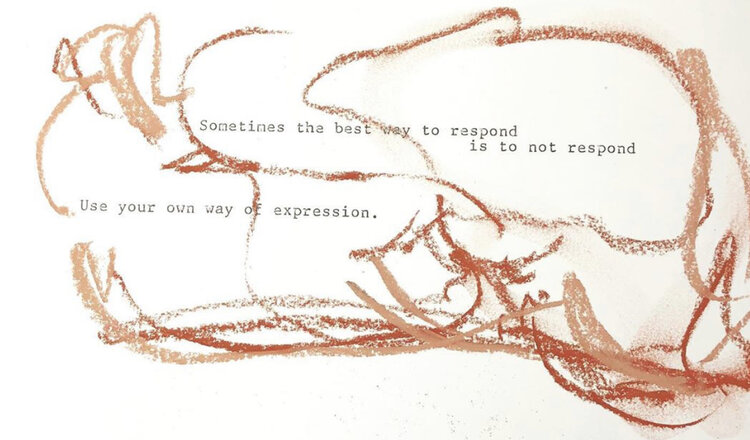 Sometimes the best way to respond
is to not respond
Use your own way of expression.